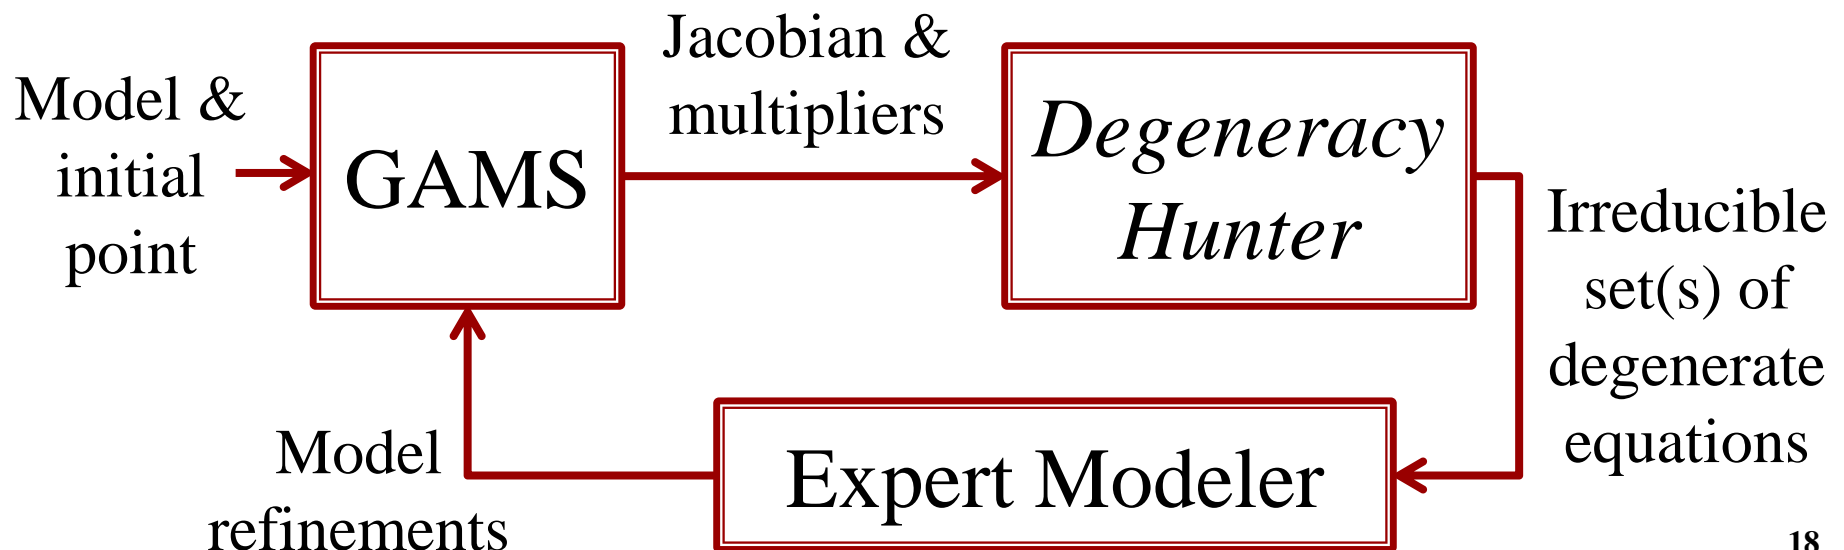 Model &
initial
point
GAMS
Jacobian &
multipliers
Degeneracy
Hunter
Irreducible
set(s) of
degenerate
equations
Expert Modeler
Model
refinements
18